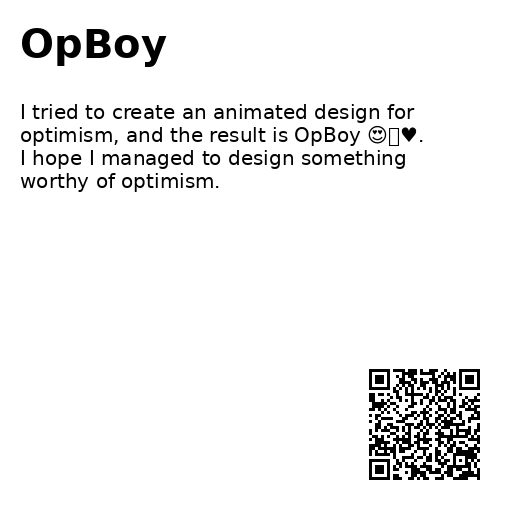 OpBoy
I tried to create an animated design for
optimism, and the result is OpBoy 😍▯♥.
I hope I managed to design something
worthy of optimism.